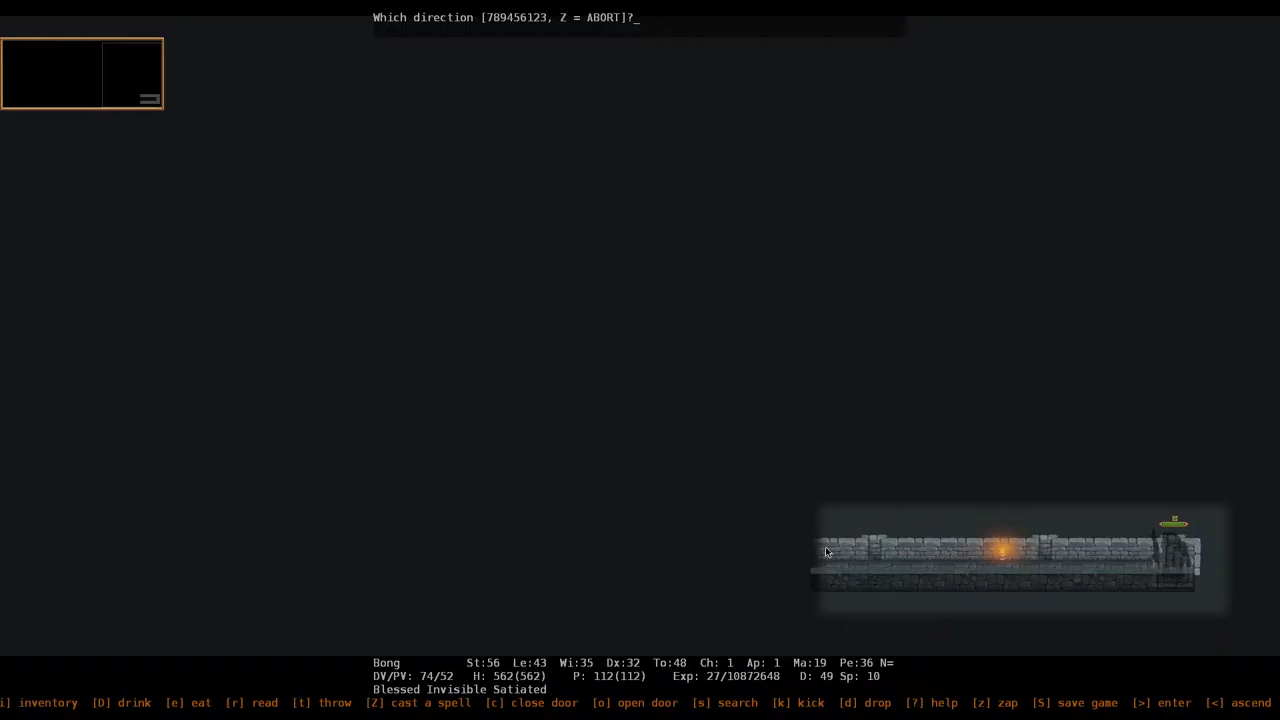 Which direction [789456123, Z = ABORT]?_
Bong St:56 Le:43 Wi:35 Dx:32 To:48 Ch: 1 Ap: 1 Ma:19 Pe:36 N=
DV/PV: 74/52 H: 562(562) P: 112(112) Exp: 27/10872648 D: 49 Sp: 10
Blessed Invisible Satiated
i] inventory [D] drink [e] eat [r] read [t] throw [Z] cast a spell [c] close door [o] open door [s] search [k] kick [d] drop [?] help [z] zap [S] save game [>] enter [<] ascend